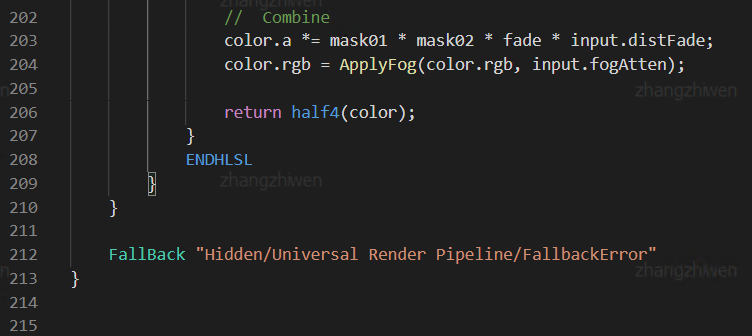 202 //  Combine
203 color.a *= mask01 * mask02 * fade * input.distFade;
204 color.rgb = ApplyFog(color.rgb, input.fogAtten);
205
206 return half4(color);
207 }
208 ENDHLSL
209 }
210 }
211
212 FallBack "Hidden/Universal Render Pipeline/FallbackError"
213 }
214
215
zhangzhiwen
zhangzhiwen
zhangzhiwen